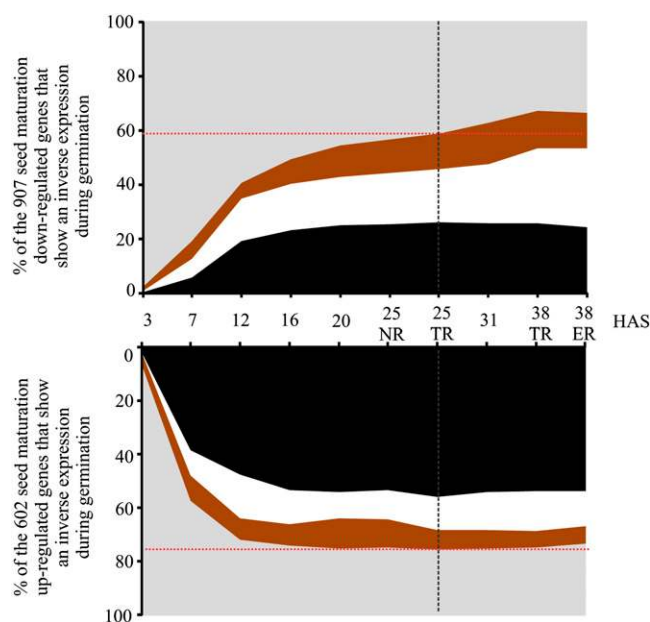 % of the 907 seed maturation
down-regulated genes that
show an inverse expression
during germination
100
80
60
40
20
0
3 7 12 16 20 25 25 31 38 38 HAS
NR TR TR ER
% of the 602 seed maturation
up-regulated genes that show
an inverse expression
during germination
0
20
40
60
80
100